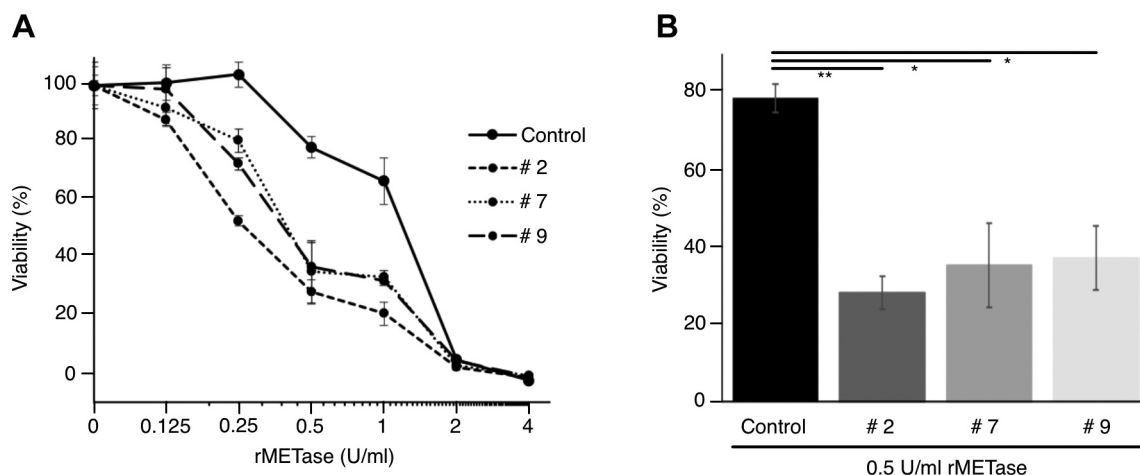 A
B
Viability (%)
100
80
60
40
20
0
0 0.125 0.25 0.5 1 2 4
rMETase (U/ml)
Control
# 2
# 7
# 9
Viability (%)
80
60
40
20
0
**
*
*
Control # 2 # 7 # 9
0.5 U/ml rMETase